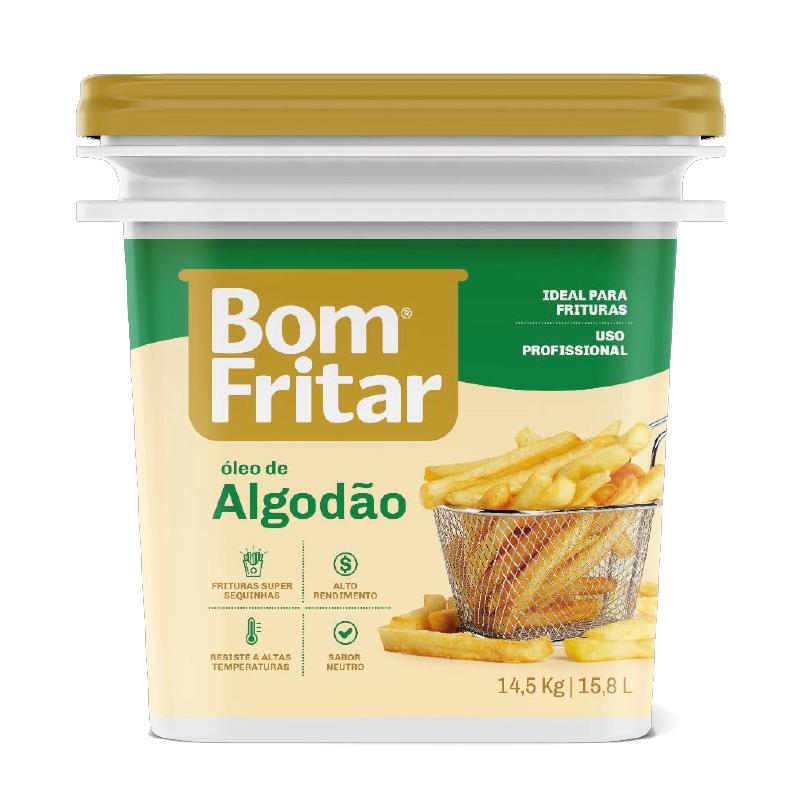 Bom®
Fritar
IDEAL PARA
FRITURAS
USO
PROFISSIONAL
óleo de
Algodão
FRITURAS SUPER
SEQUINHAS
ALTO
RENDIMENTO
RESISTE A ALTAS
TEMPERATURAS
SABOR
NEUTRO
14,5 Kg | 15,8 L